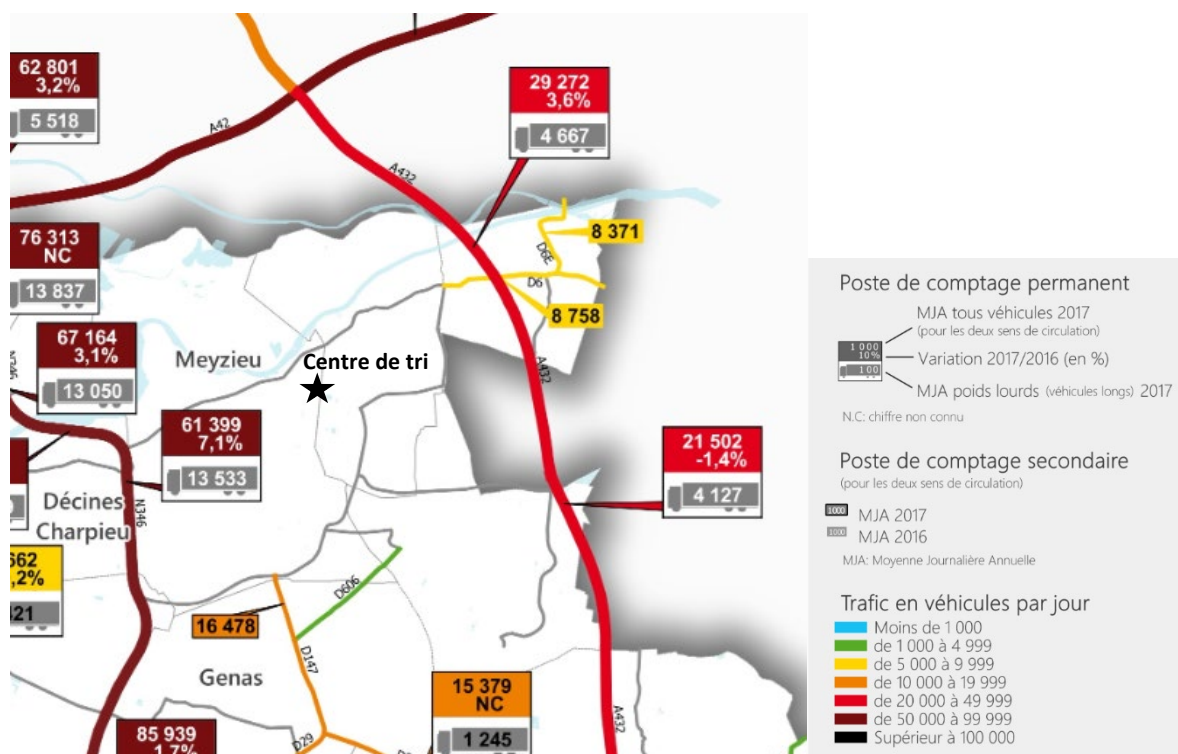 62 801
3,2%
5 518
29 272
3,6%
4 667
A42
A432
76 313
NC
13 837
8 371
D6E
D6
8 758
67 164
3,1%
13 050
N346
Meyzieu
Centre de tri
A432
61 399
7,1%
13 533
21 502
-1,4%
4 127
Décines
Charpieu
N346
662
,2%
421
D606
16 478
D147
Genas
15 379
NC
1 245
85 939
1,7%
D29
A432
Poste de comptage permanent
MJA tous véhicules 2017
(pour les deux sens de circulation)
1 000
10%
100
Variation 2017/2016 (en %)
MJA poids lourds (véhicules longs) 2017
N.C: chiffre non connu
Poste de comptage secondaire
(pour les deux sens de circulation)
1000 MJA 2017
1000 MJA 2016
MJA: Moyenne Journalière Annuelle
Trafic en véhicules par jour
Moins de 1 000
de 1 000 à 4 999
de 5 000 à 9 999
de 10 000 à 19 999
de 20 000 à 49 999
de 50 000 à 99 999
Supérieur à 100 000